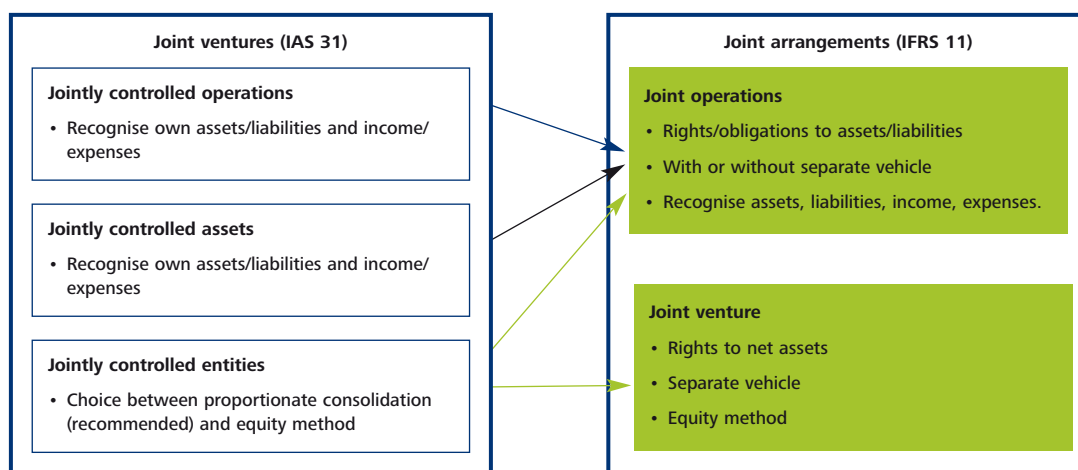 Joint ventures (IAS 31)
Jointly controlled operations
• Recognise own assets/liabilities and income/
expenses
Jointly controlled assets
• Recognise own assets/liabilities and income/
expenses
Jointly controlled entities
• Choice between proportionate consolidation
(recommended) and equity method
Joint arrangements (IFRS 11)
Joint operations
• Rights/obligations to assets/liabilities
• With or without separate vehicle
• Recognise assets, liabilities, income, expenses.
Joint venture
• Rights to net assets
• Separate vehicle
• Equity method